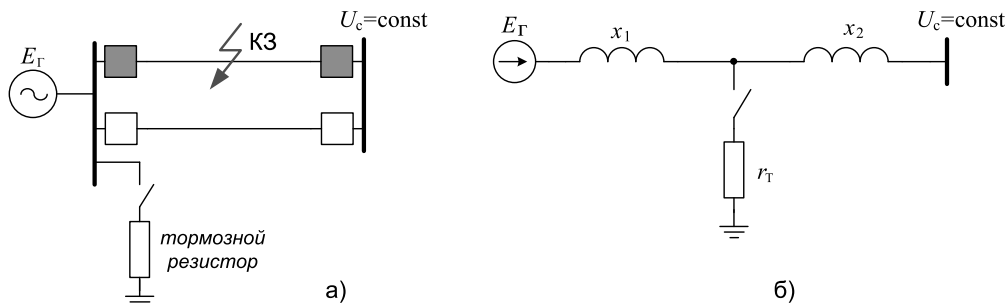 U_c=const
КЗ
E_Г
тормозной
резистор
а)
U_c=const
x_1
x_2
E_Г
r_Т
б)